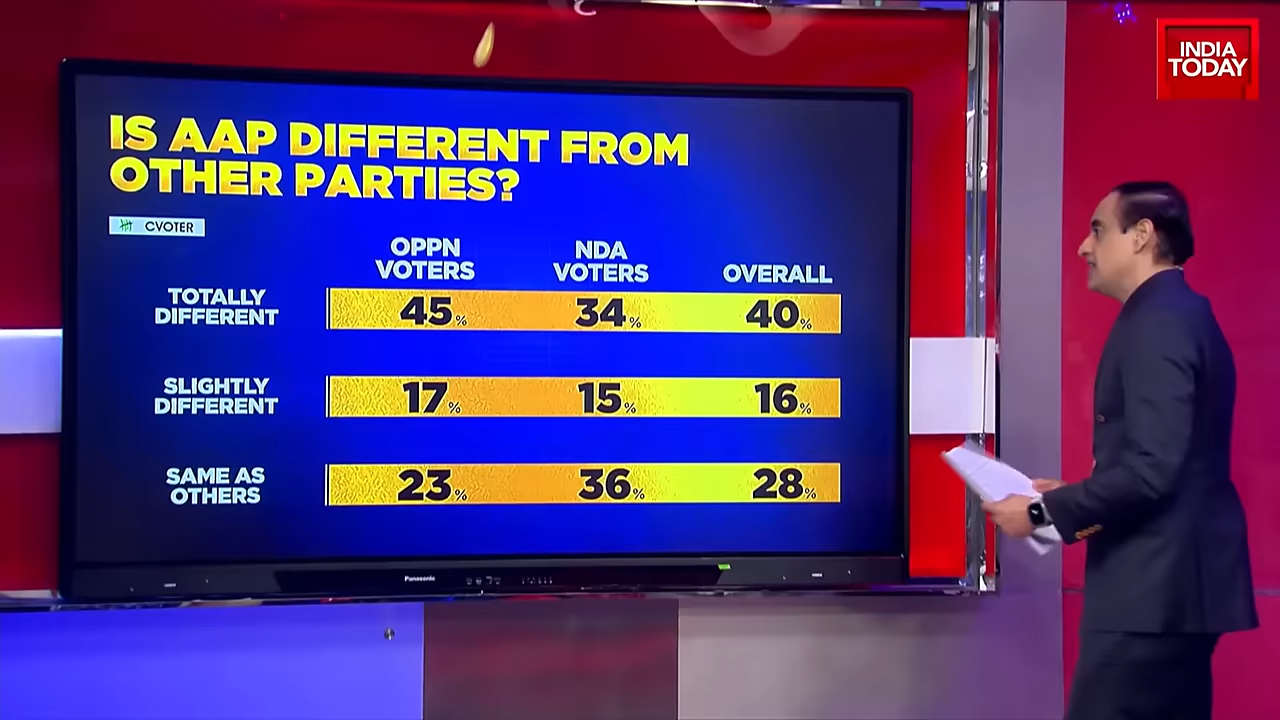 INDIA
TODAY
IS AAP DIFFERENT FROM
OTHER PARTIES?
CVOTER
OPPN
VOTERS
NDA
VOTERS
OVERALL
TOTALLY
DIFFERENT
45%
34%
40%
SLIGHTLY
DIFFERENT
17%
15%
16%
SAME AS
OTHERS
23%
36%
28%
Panasonic